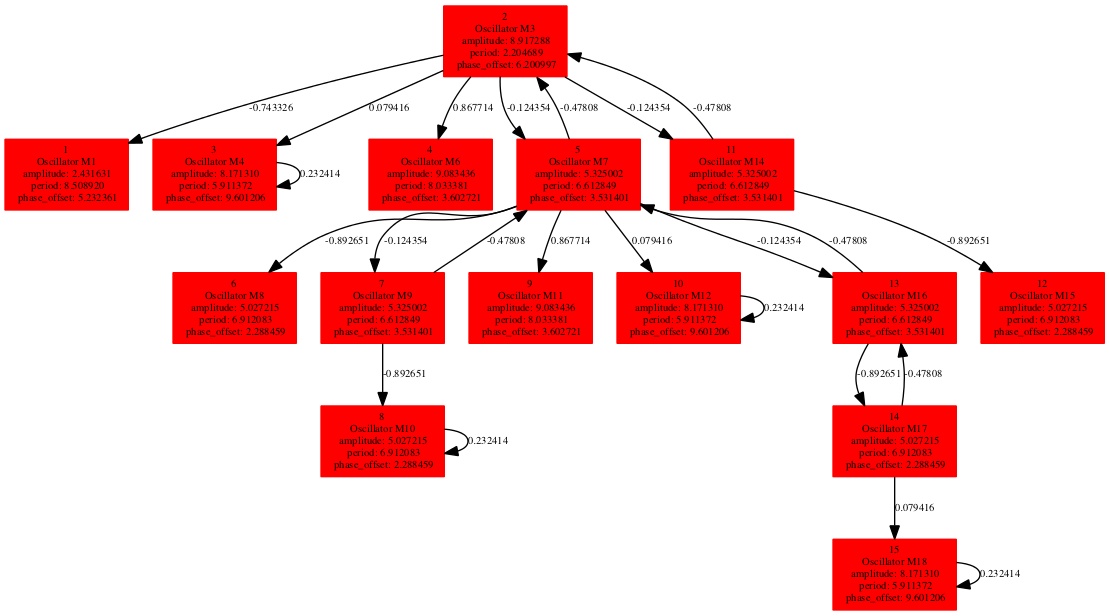 2
Oscillator M3
amplitude: 8.917288
period: 2.204689
phase_offset: 6.200997
-0.743326
0.079416
0.867714
-0.124354
-0.47808
-0.124354
-0.47808
1
Oscillator M1
amplitude: 2.431631
period: 8.508920
phase_offset: 5.232361
3
Oscillator M4
amplitude: 8.171310
period: 5.911372
phase_offset: 9.601206
0.232414
4
Oscillator M6
amplitude: 9.083436
period: 8.033381
phase_offset: 3.602721
5
Oscillator M7
amplitude: 5.325002
period: 6.612849
phase_offset: 3.531401
11
Oscillator M14
amplitude: 5.325002
period: 6.612849
phase_offset: 3.531401
-0.892651
-0.124354
-0.47808
0.867714
0.079416
-0.124354
-0.47808
-0.892651
6
Oscillator M8
amplitude: 5.027215
period: 6.912083
phase_offset: 2.288459
7
Oscillator M9
amplitude: 5.325002
period: 6.612849
phase_offset: 3.531401
9
Oscillator M11
amplitude: 9.083436
period: 8.033381
phase_offset: 3.602721
10
Oscillator M12
amplitude: 8.171310
period: 5.911372
phase_offset: 9.601206
0.232414
13
Oscillator M16
amplitude: 5.325002
period: 6.612849
phase_offset: 3.531401
12
Oscillator M15
amplitude: 5.027215
period: 6.912083
phase_offset: 2.288459
-0.892651
-0.892651
-0.47808
8
Oscillator M10
amplitude: 5.027215
period: 6.912083
phase_offset: 2.288459
0.232414
14
Oscillator M17
amplitude: 5.027215
period: 6.912083
phase_offset: 2.288459
0.079416
15
Oscillator M18
amplitude: 8.171310
period: 5.911372
phase_offset: 9.601206
0.232414